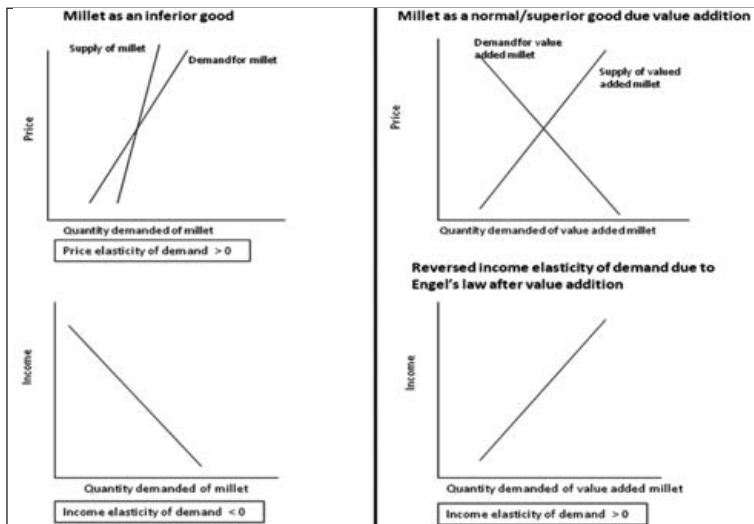 Millet as an inferior good
Supply of millet
Demand for millet
Price
Quantity demanded of millet
Price elasticity of demand > 0
Income
Quantity demanded of millet
Income elasticity of demand < 0
Millet as a normal/superior good due value addition
Demand for value
added millet
Supply of valued
added millet
Price
Quantity demanded of value added millet
Reversed income elasticity of demand due to
Engel's law after value addition
Income
Quantity demanded of value added millet
Income elasticity of demand > 0